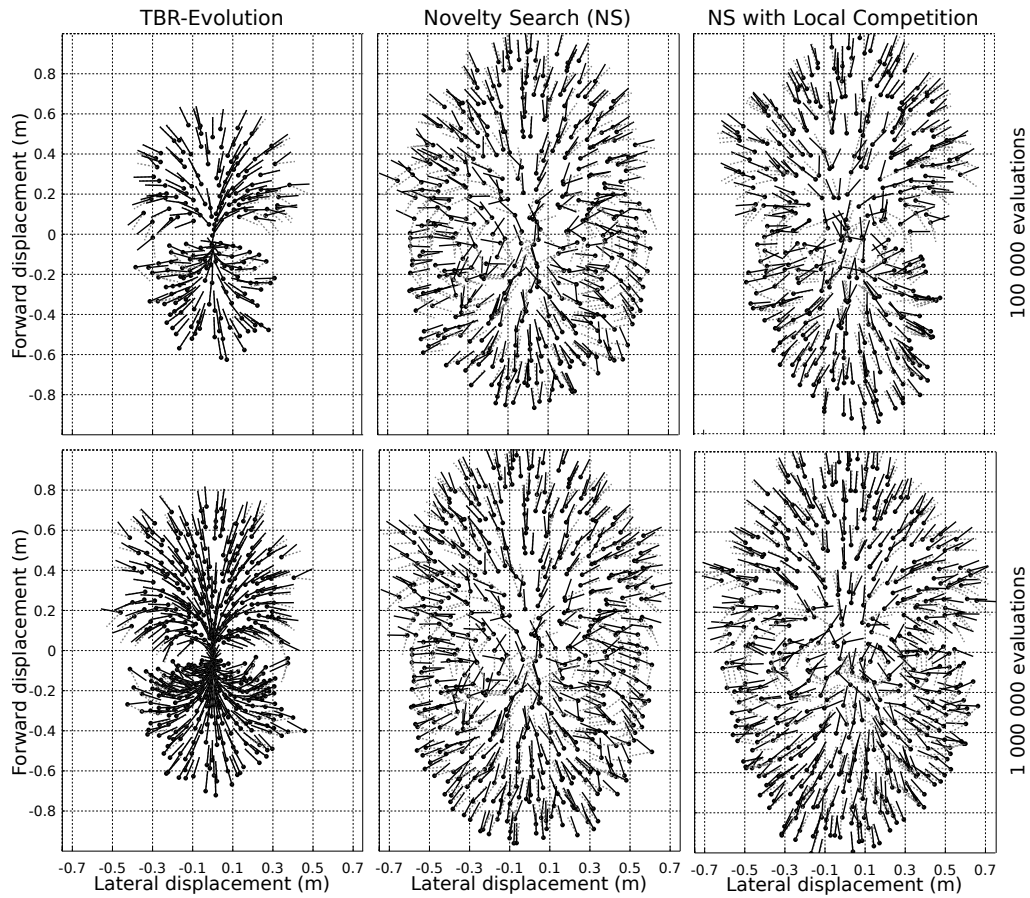 TBR-Evolution
Novelty Search (NS)
NS with Local Competition
0.8
0.6
0.4
0.2
0
-0.2
-0.4
-0.6
-0.8
Forward displacement (m)
100 000 evaluations
0.8
0.6
0.4
0.2
0
-0.2
-0.4
-0.6
-0.8
Forward displacement (m)
1 000 000 evaluations
-0.7 -0.5 -0.3 -0.1 0.1 0.3 0.5 0.7
-0.7 -0.5 -0.3 -0.1 0.1 0.3 0.5 0.7
-0.7 -0.5 -0.3 -0.1 0.1 0.3 0.5 0.7
Lateral displacement (m)
Lateral displacement (m)
Lateral displacement (m)